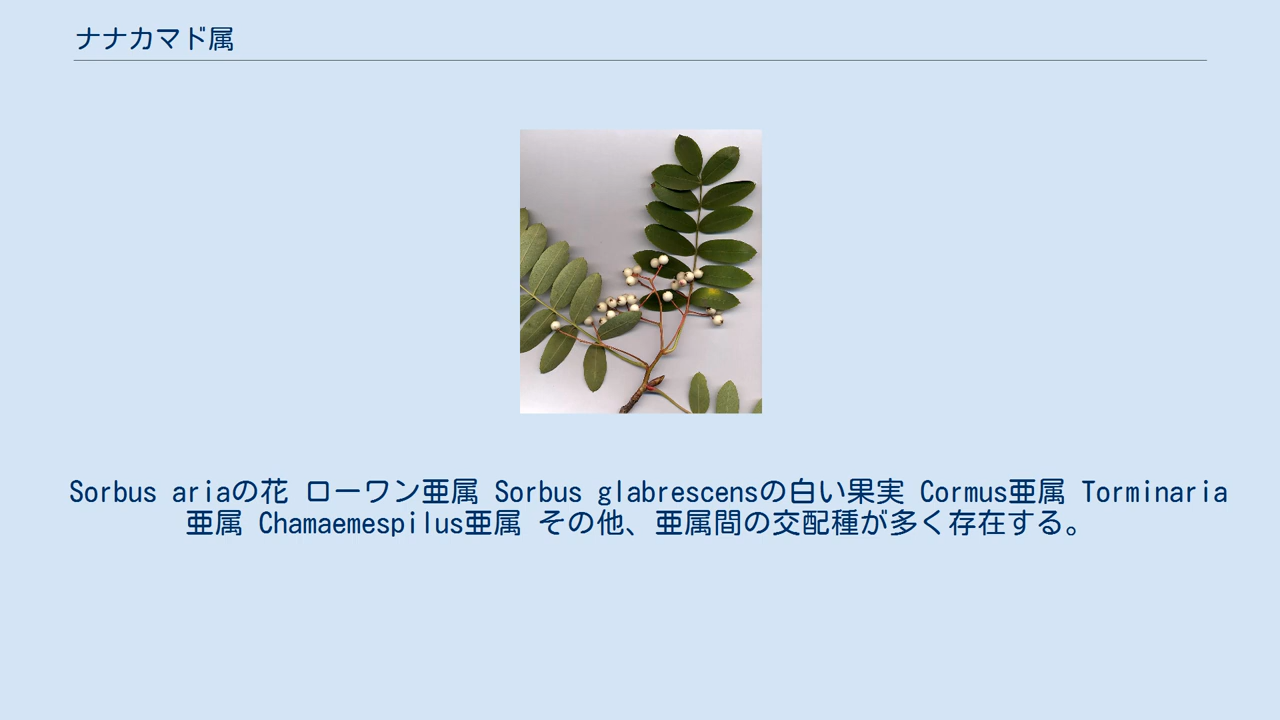 ナナカマド属
Sorbus ariaの花 ローワン亜属 Sorbus glabrescensの白い果実 Cormus亜属 Torminaria
亜属 Chamaemespilus亜属 その他、亜属間の交配種が多く存在する。